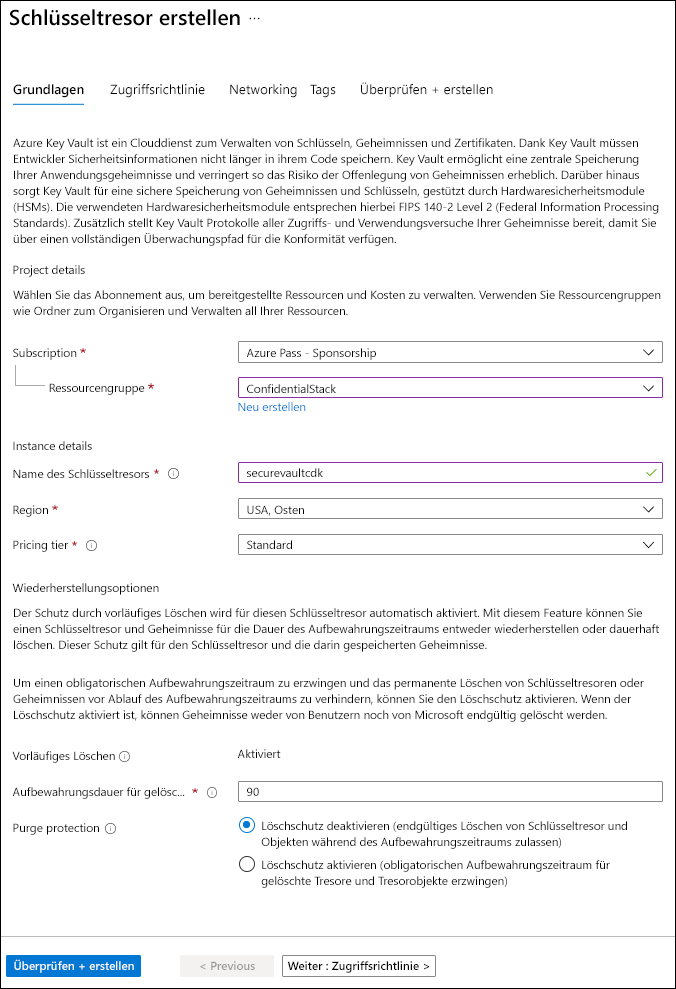 Schlüsseltresor erstellen ...
Grundlagen Zugriffsrichtlinie Networking Tags Überprüfen + erstellen
Azure Key Vault ist ein Clouddienst zum Verwalten von Schlüsseln, Geheimnissen und Zertifikaten. Dank Key Vault müssen
Entwickler Sicherheitsinformationen nicht länger in ihrem Code speichern. Key Vault ermöglicht eine zentrale Speicherung
Ihrer Anwendungsgeheimnisse und verringert so das Risiko der Offenlegung von Geheimnissen erheblich. Darüber hinaus
sorgt Key Vault für eine sichere Speicherung von Geheimnissen und Schlüsseln, gestützt durch Hardwaresicherheitsmodule
(HSMs). Die verwendeten Hardwaresicherheitsmodule entsprechen hierbei FIPS 140-2 Level 2 (Federal Information Processing
Standards). Zusätzlich stellt Key Vault Protokolle aller Zugriffs- und Verwendungsversuche Ihrer Geheimnisse bereit, damit Sie
über einen vollständigen Überwachungspfad für die Konformität verfügen.
Project details
Wählen Sie das Abonnement aus, um bereitgestellte Ressourcen und Kosten zu verwalten. Verwenden Sie Ressourcengruppen
wie Ordner zum Organisieren und Verwalten all Ihrer Ressourcen.
Subscription * Azure Pass - Sponsorship
Ressourcengruppe * ConfidentialStack
Neu erstellen
Instance details
Name des Schlüsseltresors * securevaultcdk
Region * USA, Osten
Pricing tier * Standard
Wiederherstellungsoptionen
Der Schutz durch vorläufiges Löschen wird für diesen Schlüsseltresor automatisch aktiviert. Mit diesem Feature können Sie
einen Schlüsseltresor und Geheimnisse für die Dauer des Aufbewahrungszeitraums entweder wiederherstellen oder dauerhaft
löschen. Dieser Schutz gilt für den Schlüsseltresor und die darin gespeicherten Geheimnisse.
Um einen obligatorischen Aufbewahrungszeitraum zu erzwingen und das permanente Löschen von Schlüsseltresoren oder
Geheimnissen vor Ablauf des Aufbewahrungszeitraums zu verhindern, können Sie den Löschschutz aktivieren. Wenn der
Löschschutz aktiviert ist, können Geheimnisse weder von Benutzern noch von Microsoft endgültig gelöscht werden.
Vorläufiges Löschen Aktiviert
Aufbewahrungsdauer für gelösc... * 90
Purge protection Löschschutz deaktivieren (endgültiges Löschen von Schlüsseltresor und
Objekten während des Aufbewahrungszeitraums zulassen)
Löschschutz aktivieren (obligatorischen Aufbewahrungszeitraum für
gelöschte Tresore und Tresorobjekte erzwingen)
Überprüfen + erstellen < Previous Weiter : Zugriffsrichtlinie >